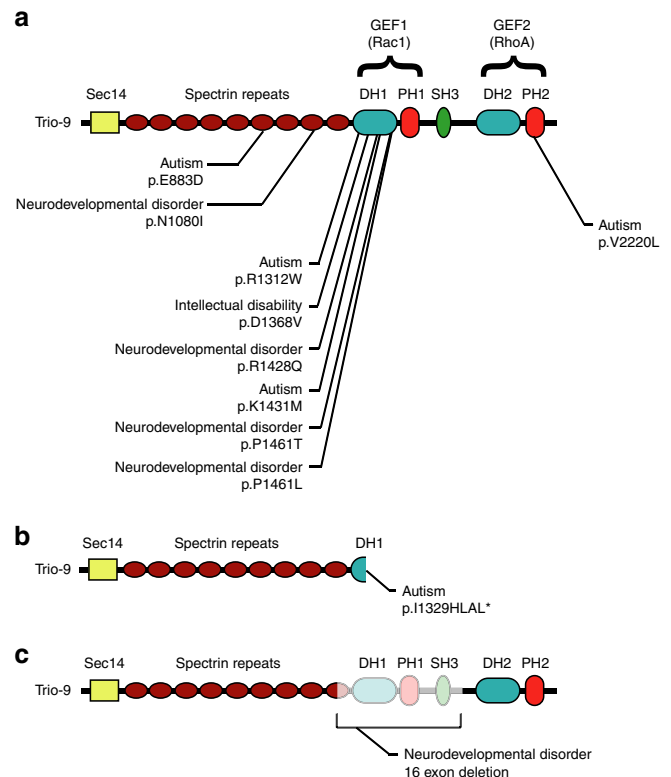 a
GEF1
(Rac1)
GEF2
(RhoA)
Sec14
Spectrin repeats
DH1
PH1
SH3
DH2
PH2
Trio-9
Autism
p.E883D
Neurodevelopmental disorder
p.N1080I
Autism
p.V2220L
Autism
p.R1312W
Intellectual disability
p.D1368V
Neurodevelopmental disorder
p.R1428Q
Autism
p.K1431M
Neurodevelopmental disorder
p.P1461T
Neurodevelopmental disorder
p.P1461L
b
Sec14
Spectrin repeats
DH1
Trio-9
Autism
p.I1329HLAL*
c
Sec14
Spectrin repeats
DH1
PH1
SH3
DH2
PH2
Trio-9
Neurodevelopmental disorder
16 exon deletion